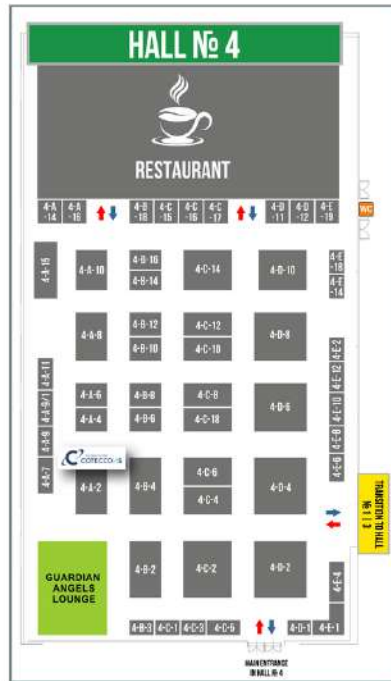 HALL № 4
RESTAURANT
4-A-14
4-A-16
4-B-18
4-C-15
4-C-16
4-C-17
4-D-11
4-D-12
4-E-19
WC
4-A-15
4-A-10
4-B-16
4-B-14
4-C-14
4-D-10
4-E-18
4-E-14
4-A-8
4-B-12
4-B-10
4-C-12
4-C-10
4-D-8
4-A-11
4-A-9/1
4-A-9
4-A-7
4-A-6
4-A-4
4-B-8
4-B-6
4-C-8
4-C-18
4-D-6
4-E-2
4-E-12
4-E-10
4-E-8
4-E-6
COTECCONS
4-A-2
4-B-4
4-C-6
4-C-4
4-D-4
TRANSITION TO HALL
№ 1 | 3
GUARDIAN
ANGELS
LOUNGE
4-B-2
4-C-2
4-D-2
4-E-4
4-B-3
4-C-1
4-C-3
4-C-5
4-D-1
4-E-1
MAIN ENTRANCE
IN HALL № 4